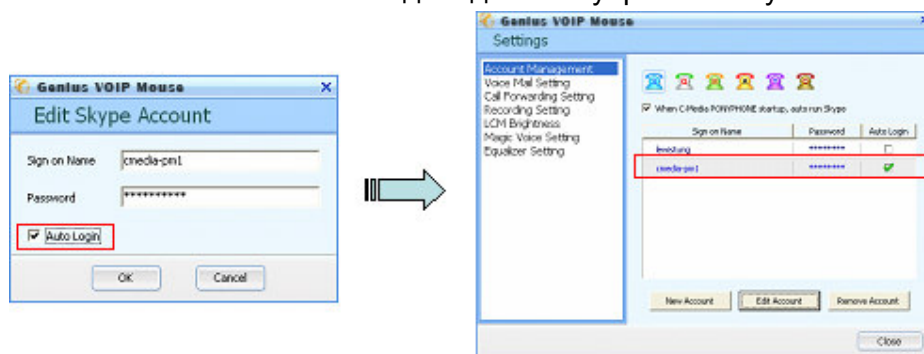 Genius VOIP Mouse
Edit Skype Account
Sign on Name
cmedia-pm1
Password
**********
Auto Login
OK
Cancel
Genius VOIP Mouse
Settings
Account Management
Voice Mail Setting
Call Forwarding Setting
Recording Setting
LCM Brightness
Magic Voice Setting
Equalizer Setting
When C-Media PONYPHONE startup, auto run Skype
Sign on Name Password Auto Login
lewistung ********
cmedia-pm1 ********
New Account
Edit Account
Remove Account
Close